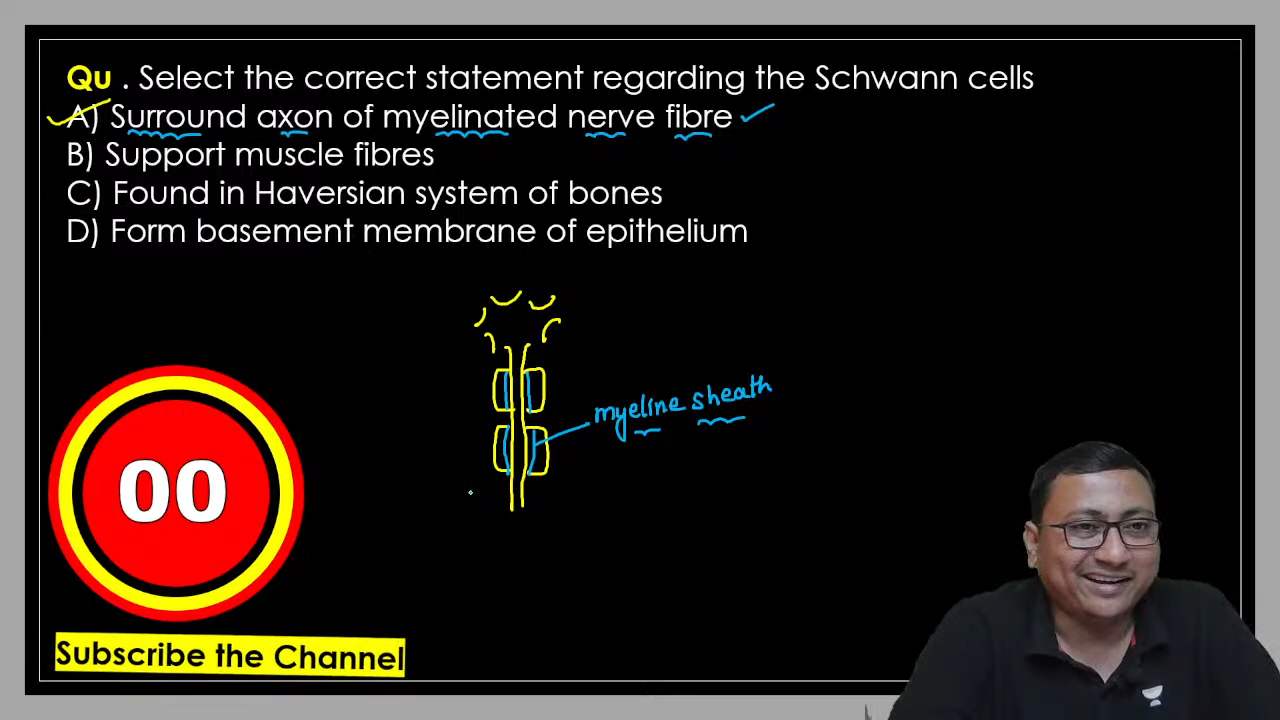 Qu . Select the correct statement regarding the Schwann cells
A) Surround axon of myelinated nerve fibre
B) Support muscle fibres
C) Found in Haversian system of bones
D) Form basement membrane of epithelium
myeline sheath
00
Subscribe the Channel